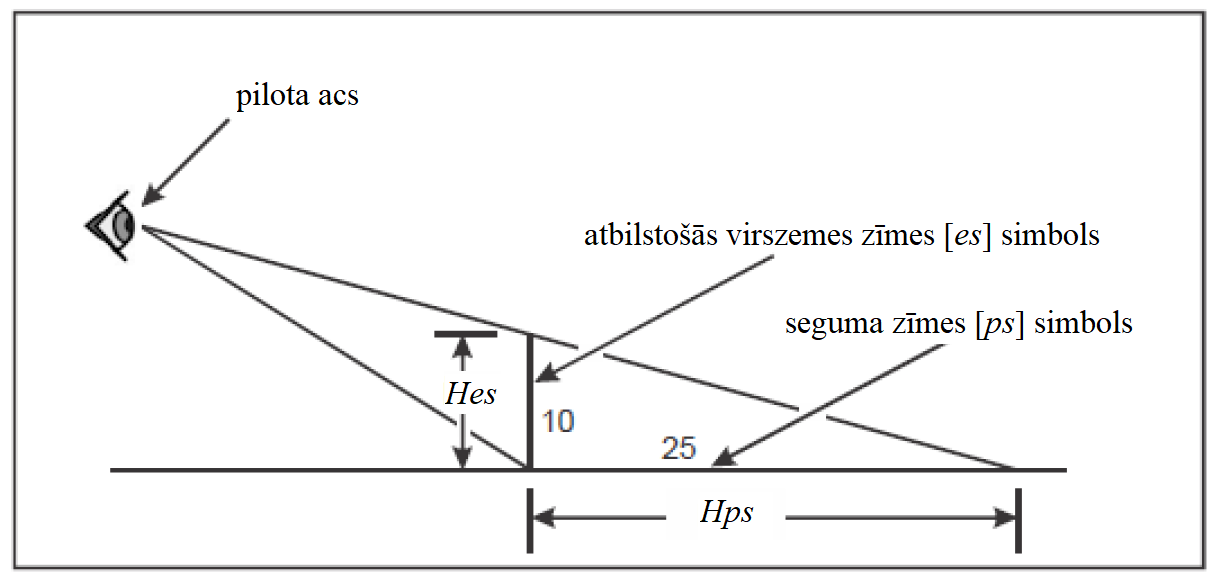 pilota acs
atbilstošās virszemes zīmes [es] simbols
seguma zīmes [ps] simbols
Hes
10
25
Hps